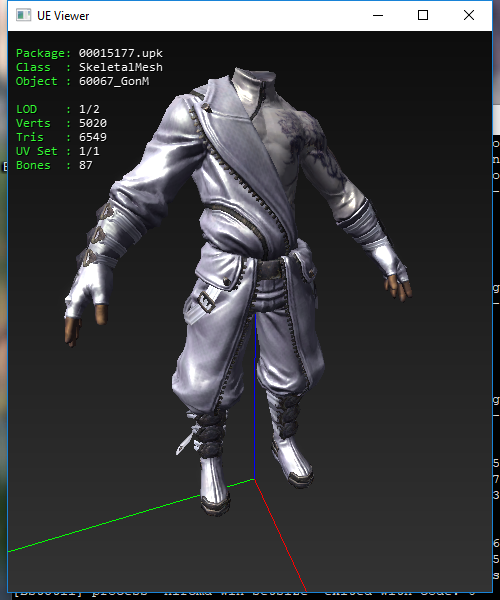 UE Viewer
Package: 00015177.upk
Class  : SkeletalMesh
Object : 60067_GonM
LOD    : 1/2
Verts  : 5020
Tris   : 6549
UV Set : 1/1
Bones  : 87